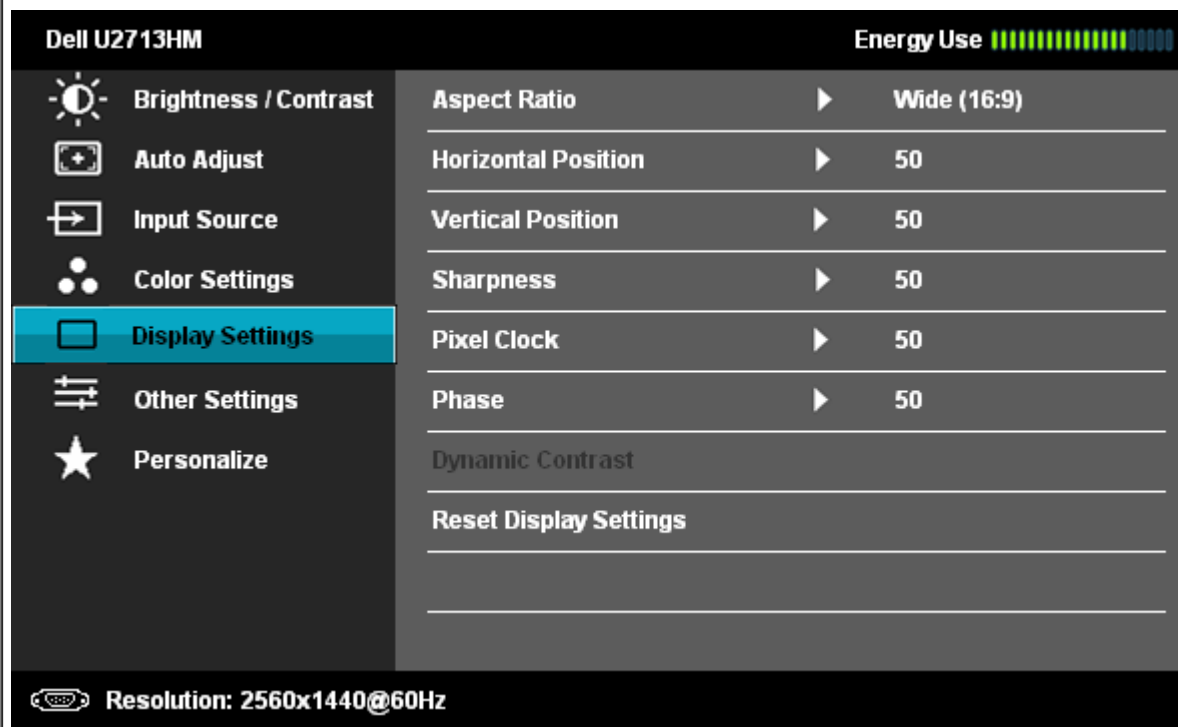 Dell U2713HM Energy Use
Brightness / Contrast Aspect Ratio Wide (16:9)
Auto Adjust Horizontal Position 50
Input Source Vertical Position 50
Color Settings Sharpness 50
Display Settings Pixel Clock 50
Other Settings Phase 50
Personalize Dynamic Contrast
Reset Display Settings
Resolution: 2560x1440@60Hz